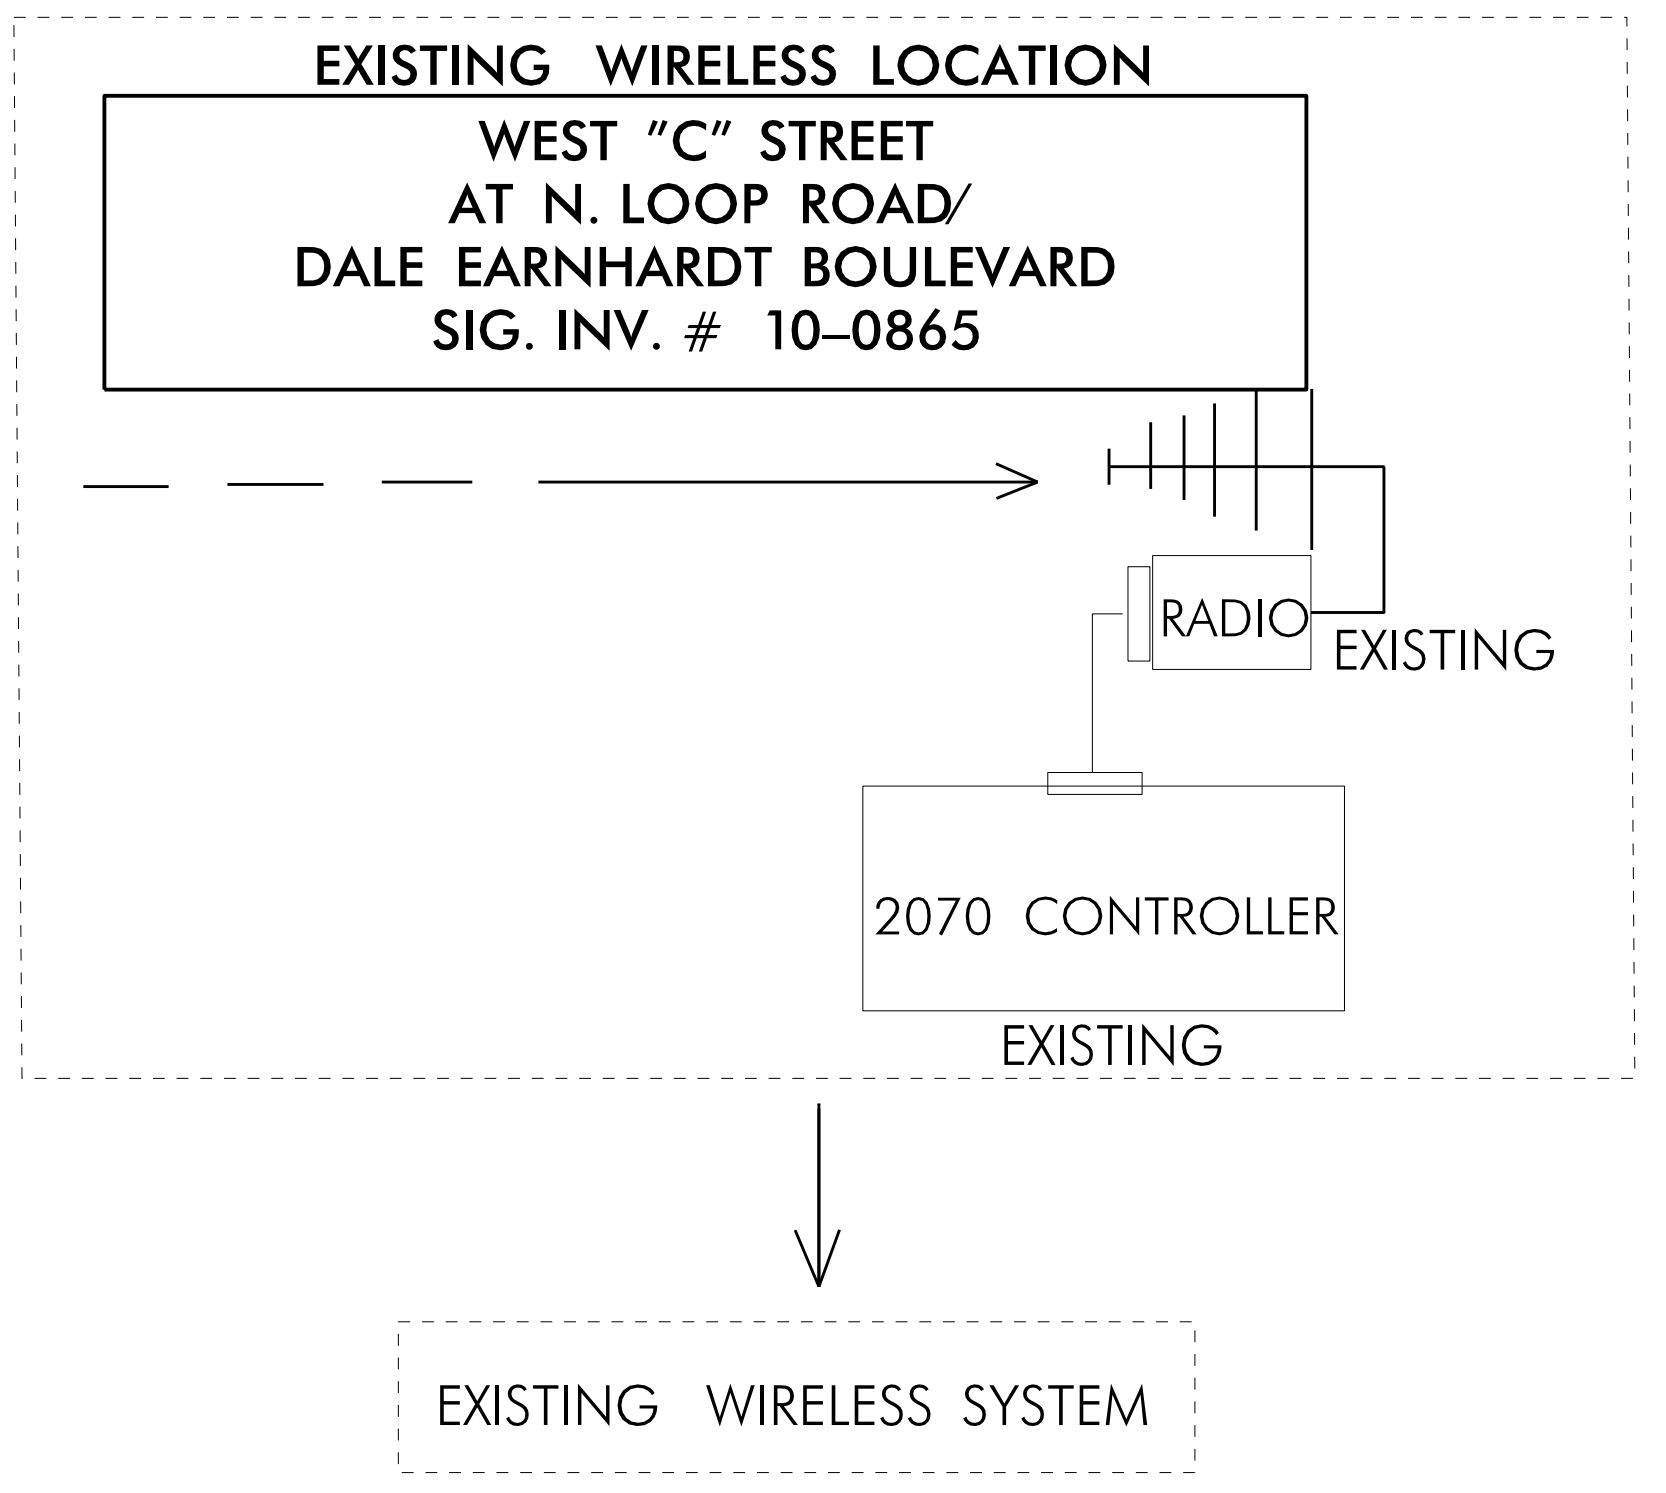 EXISTING WIRELESS LOCATION
WEST "C" STREET
AT N. LOOP ROAD/
DALE EARNHARDT BOULEVARD
SIG. INV. # 10–0865
RADIO
EXISTING
2070 CONTROLLER
EXISTING
EXISTING WIRELESS SYSTEM